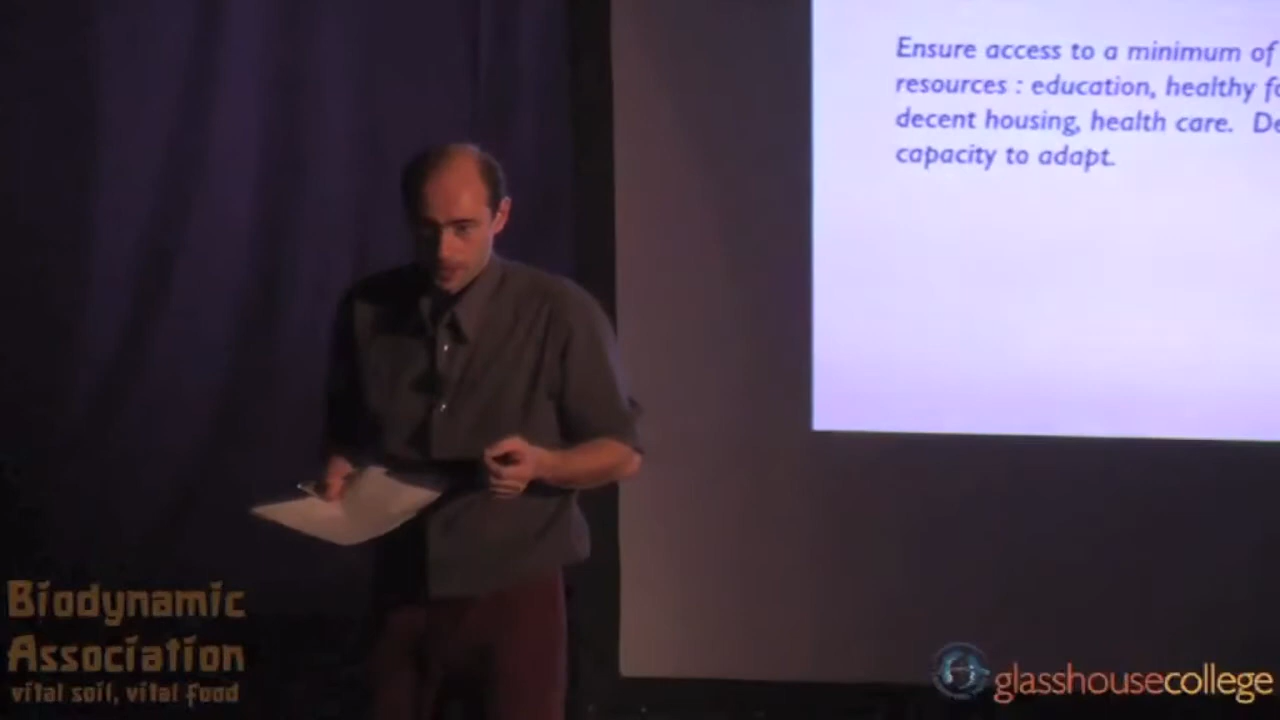 Ensure access to a minimum of
resources : education, healthy
decent housing, health care.
capacity to adapt.
Biodynamic
Association
vital soil, vital food
glasshousecollege